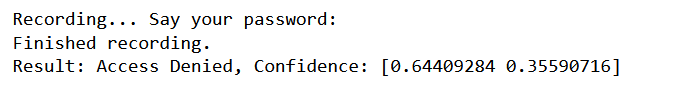 Recording... Say your password:
Finished recording.
Result: Access Denied, Confidence: [0.64409284 0.35590716]